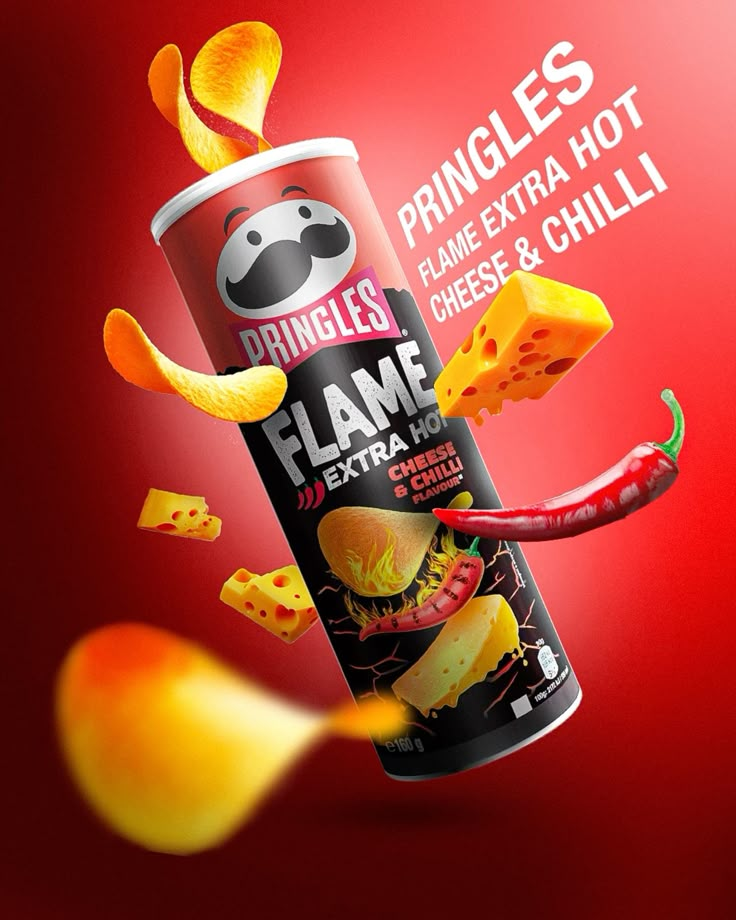 PRINGLES
FLAME EXTRA HOT
CHEESE & CHILLI
PRINGLES
FLAME
EXTRA HOT
CHEESE
& CHILLI
FLAVOUR
℮160 g